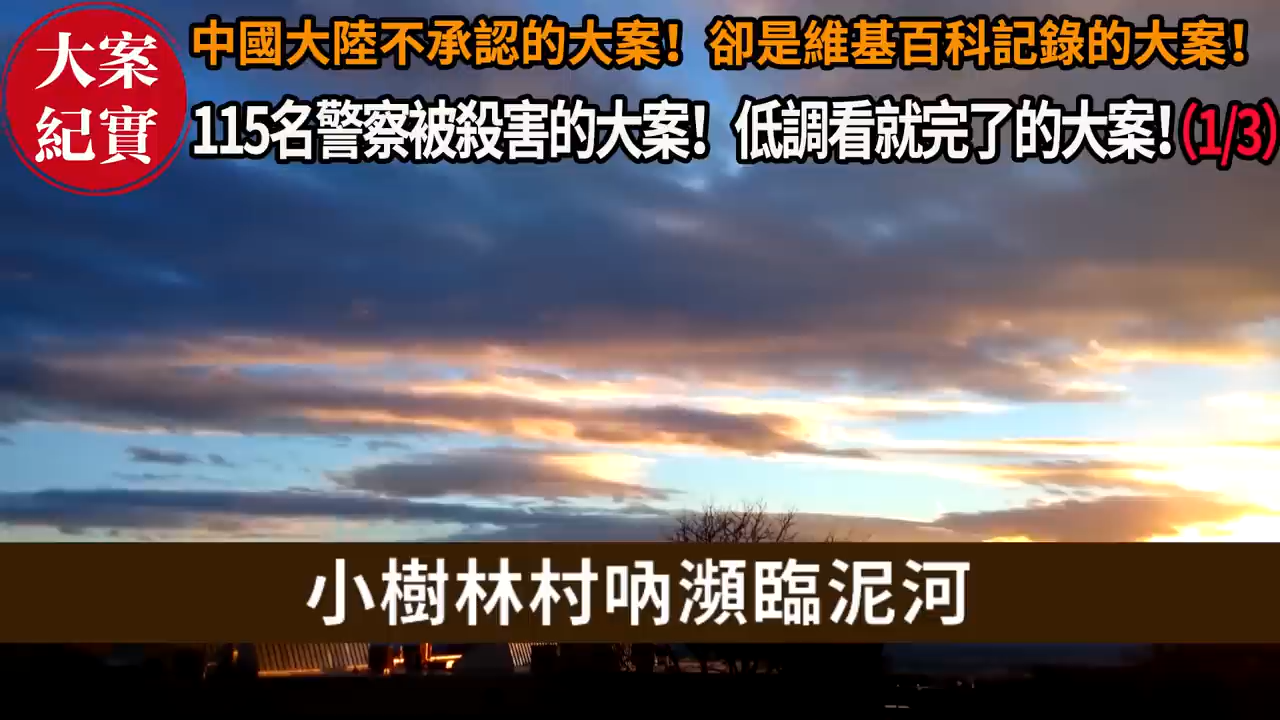 大案
紀實
中國大陸不承認的大案！卻是維基百科記錄的大案！
115名警察被殺害的大案！低調看就完了的大案！(1/3)
小樹林村吶瀕臨泥河